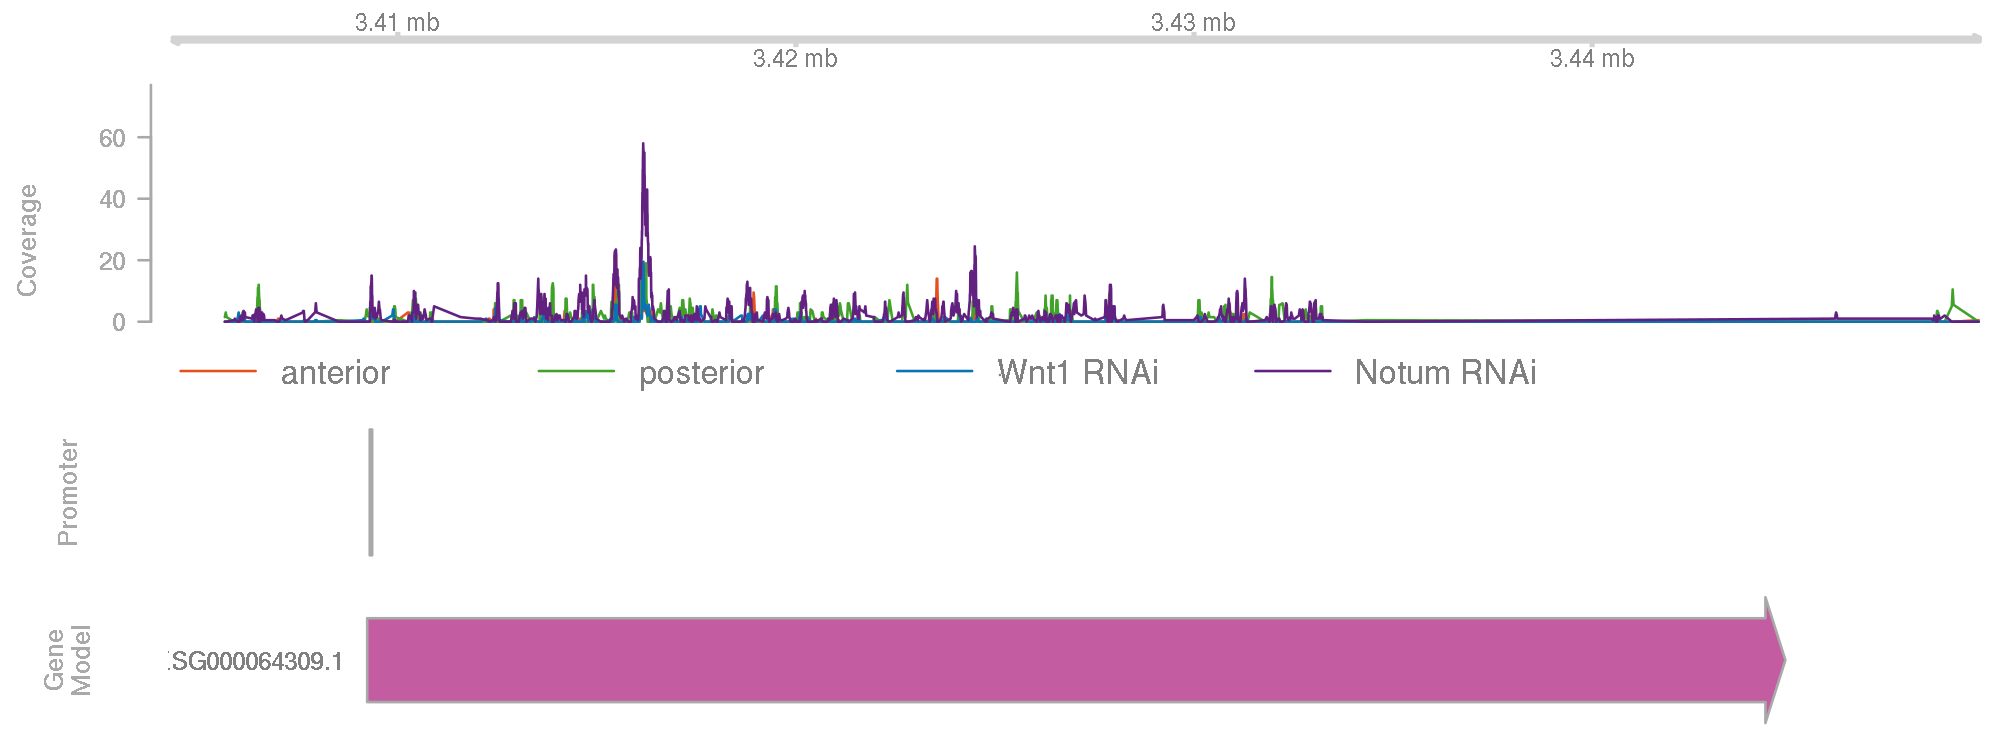 3.41 mb
3.43 mb
3.42 mb
3.44 mb
Coverage
60
40
20
0
anterior
posterior
Wnt1 RNAi
Notum RNAi
Promoter
Gene
Model
SG000064309.1